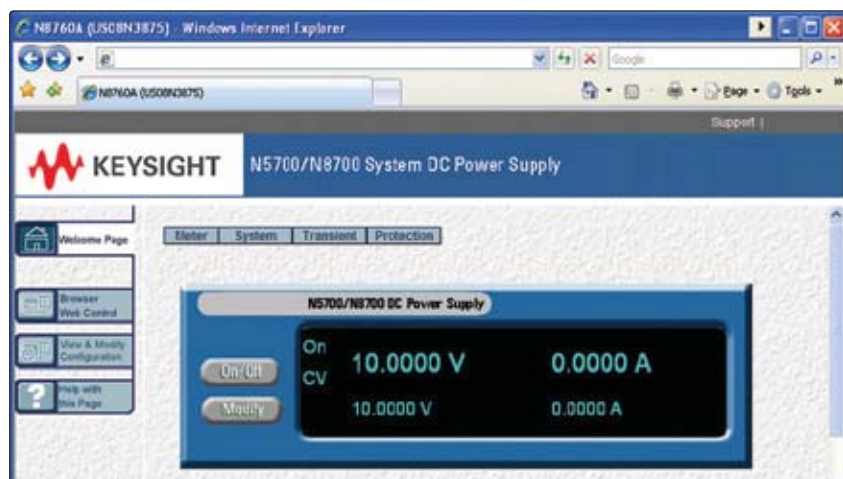 N8760A (US08N3875) - Windows Internet Explorer
Google
N8760A (US08N3875)
Page Tools
Support |
KEYSIGHT N5700/N8700 System DC Power Supply
Welcome Page
Meter System Transient Protection
Browser
Web Control
View & Modify
Configuration
Help with
this Page
N5700/N8700 DC Power Supply
On/Off
Modify
On
CV
10.0000 V 0.0000 A
10.0000 V 0.0000 A